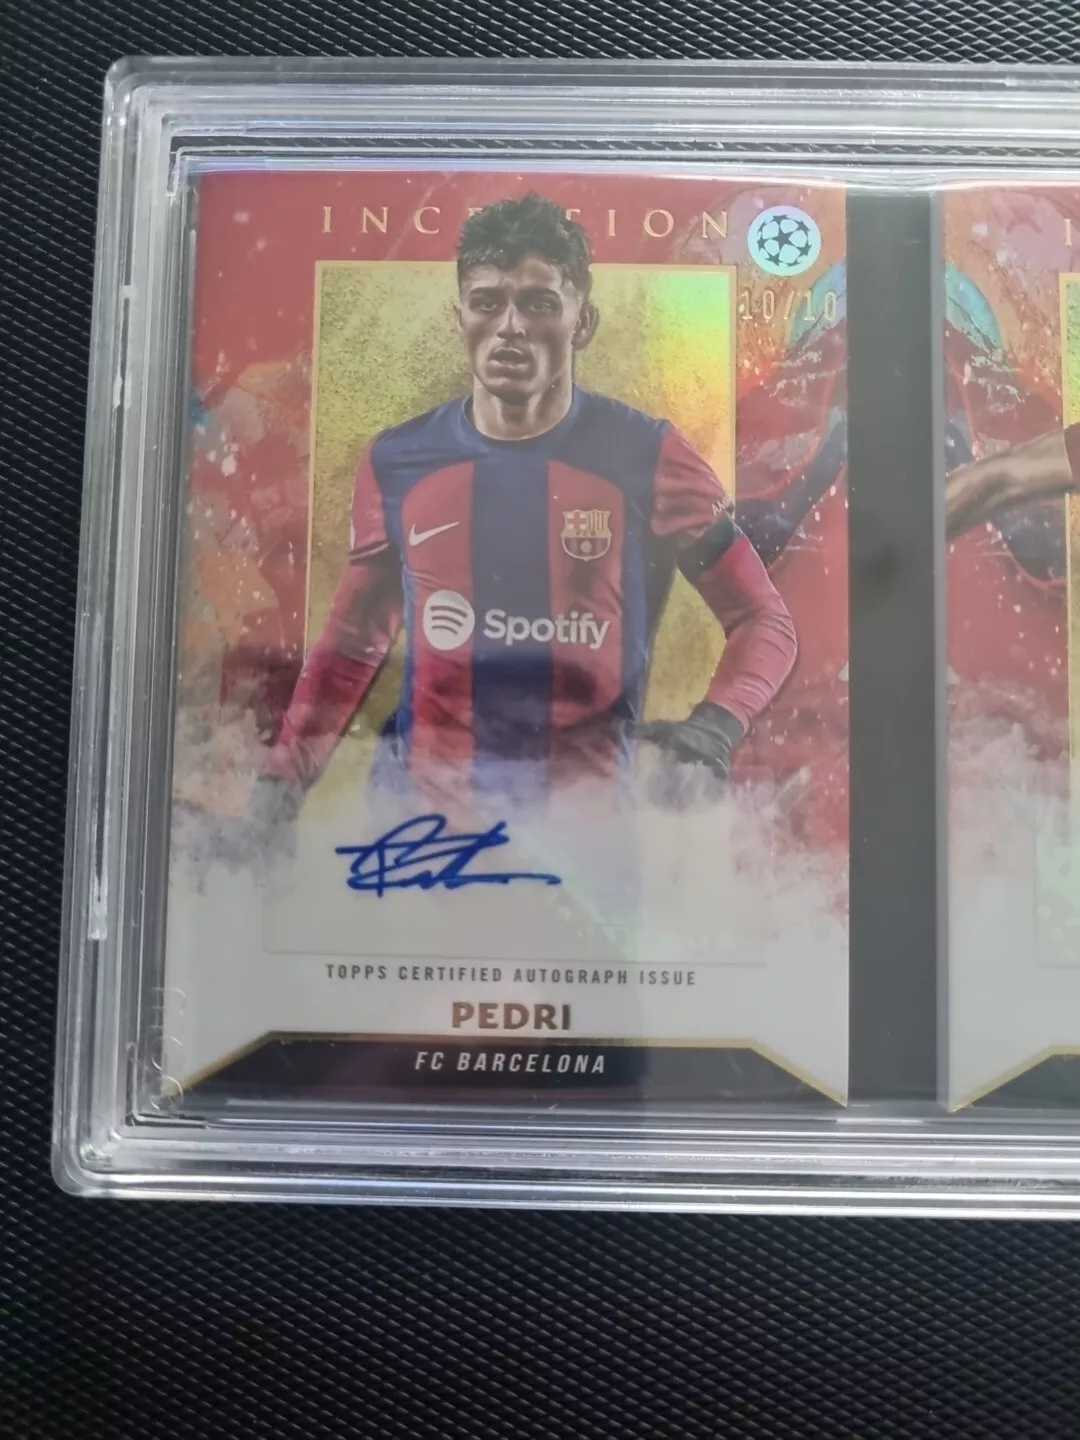 INCEPTION
10/10
Spotify
TOPPS CERTIFIED AUTOGRAPH ISSUE
PEDRI
FC BARCELONA